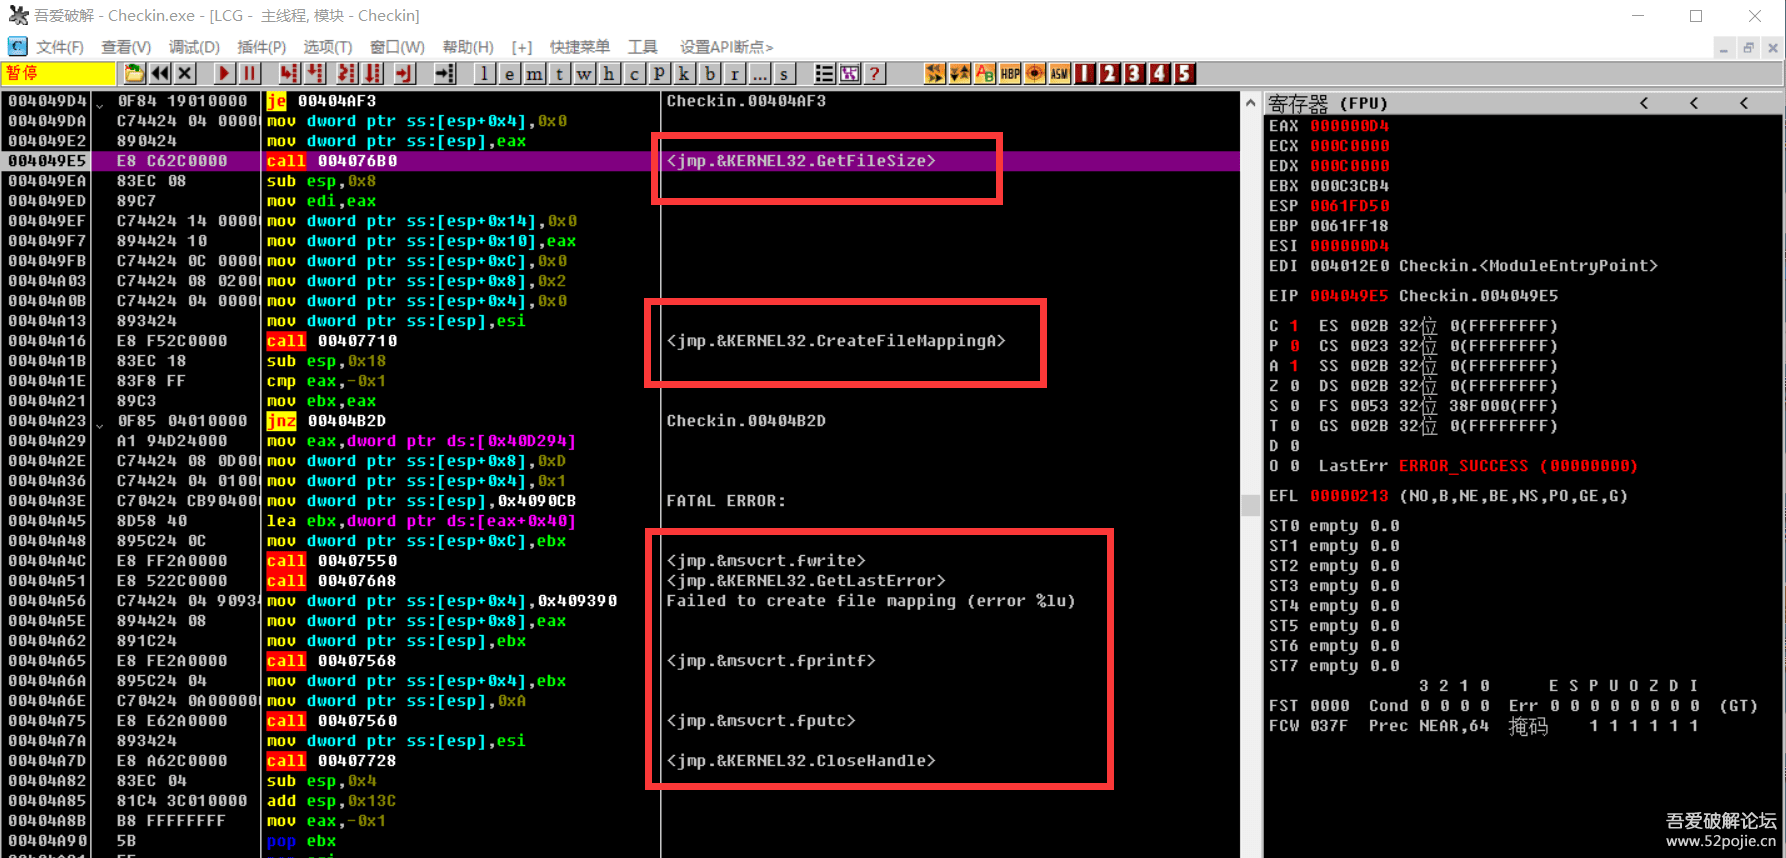 吾爱破解 - Checkin.exe - [LCG - 主线程, 模块 - Checkin]
文件(F) 查看(V) 调试(D) 插件(P) 选项(T) 窗口(W) 帮助(H) [+] 快捷菜单 工具 设置API断点>
暂停 l e m t w h c p k b r ... s ? AB HBP ASM 1 2 3 4 5
004049D4 0F84 19010000 je 00404AF3 Checkin.00404AF3
004049DA C74424 04 0000 mov dword ptr ss:[esp+0x4],0x0
004049E2 890424 mov dword ptr ss:[esp],eax
004049E5 E8 C62C0000 call 004076B0 <jmp.&KERNEL32.GetFileSize>
004049EA 83EC 08 sub esp,0x8
004049ED 89C7 mov edi,eax
004049EF C74424 14 0000 mov dword ptr ss:[esp+0x14],0x0
004049F7 894424 10 mov dword ptr ss:[esp+0x10],eax
004049FB C74424 0C 0000 mov dword ptr ss:[esp+0xC],0x0
00404A03 C74424 08 0200 mov dword ptr ss:[esp+0x8],0x2
00404A0B C74424 04 0000 mov dword ptr ss:[esp+0x4],0x0
00404A13 893424 mov dword ptr ss:[esp],esi
00404A16 E8 F52C0000 call 00407710 <jmp.&KERNEL32.CreateFileMappingA>
00404A1B 83EC 18 sub esp,0x18
00404A1E 83F8 FF cmp eax,-0x1
00404A21 89C3 mov ebx,eax
00404A23 0F85 04010000 jnz 00404B2D Checkin.00404B2D
00404A29 A1 94D24000 mov eax,dword ptr ds:[0x40D294]
00404A2E C74424 08 0D00 mov dword ptr ss:[esp+0x8],0xD
00404A36 C74424 04 0100 mov dword ptr ss:[esp+0x4],0x1
00404A3E C70424 CB90400 mov dword ptr ss:[esp],0x4090CB FATAL ERROR:
00404A45 8D58 40 lea ebx,dword ptr ds:[eax+0x40]
00404A48 895C24 0C mov dword ptr ss:[esp+0xC],ebx
00404A4C E8 FF2A0000 call 00407550 <jmp.&msvcrt.fwrite>
00404A51 E8 522C0000 call 004076A8 <jmp.&KERNEL32.GetLastError>
00404A56 C74424 04 9093 mov dword ptr ss:[esp+0x4],0x409390 Failed to create file mapping (error %lu)
00404A5E 894424 08 mov dword ptr ss:[esp+0x8],eax
00404A62 891C24 mov dword ptr ss:[esp],ebx
00404A65 E8 FE2A0000 call 00407568 <jmp.&msvcrt.fprintf>
00404A6A 895C24 04 mov dword ptr ss:[esp+0x4],ebx
00404A6E C70424 0A00000 mov dword ptr ss:[esp],0xA
00404A75 E8 E62A0000 call 00407560 <jmp.&msvcrt.fputc>
00404A7A 893424 mov dword ptr ss:[esp],esi
00404A7D E8 A62C0000 call 00407728 <jmp.&KERNEL32.CloseHandle>
00404A82 83EC 04 sub esp,0x4
00404A85 81C4 3C010000 add esp,0x13C
00404A8B B8 FFFFFFFF mov eax,-0x1
00404A90 5B pop ebx
寄存器 (FPU) < < <
EAX 000000D4
ECX 000C0000
EDX 000C0000
EBX 000C3CB4
ESP 0061FD50
EBP 0061FF18
ESI 000000D4
EDI 004012E0 Checkin.<ModuleEntryPoint>
EIP 004049E5 Checkin.004049E5
C 1 ES 002B 32位 0(FFFFFFFF)
P 0 CS 0023 32位 0(FFFFFFFF)
A 1 SS 002B 32位 0(FFFFFFFF)
Z 0 DS 002B 32位 0(FFFFFFFF)
S 0 FS 0053 32位 38F000(FFF)
T 0 GS 002B 32位 0(FFFFFFFF)
D 0
O 0 LastErr ERROR_SUCCESS (00000000)
EFL 00000213 (NO,B,NE,BE,NS,PO,GE,G)
ST0 empty 0.0
ST1 empty 0.0
ST2 empty 0.0
ST3 empty 0.0
ST4 empty 0.0
ST5 empty 0.0
ST6 empty 0.0
ST7 empty 0.0
3 2 1 0 E S P U O Z D I
FST 0000 Cond 0 0 0 0 Err 0 0 0 0 0 0 0 0 (GT)
FCW 037F Prec NEAR,64 掩码 1 1 1 1 1 1
吾爱破解论坛
www.52pojie.cn